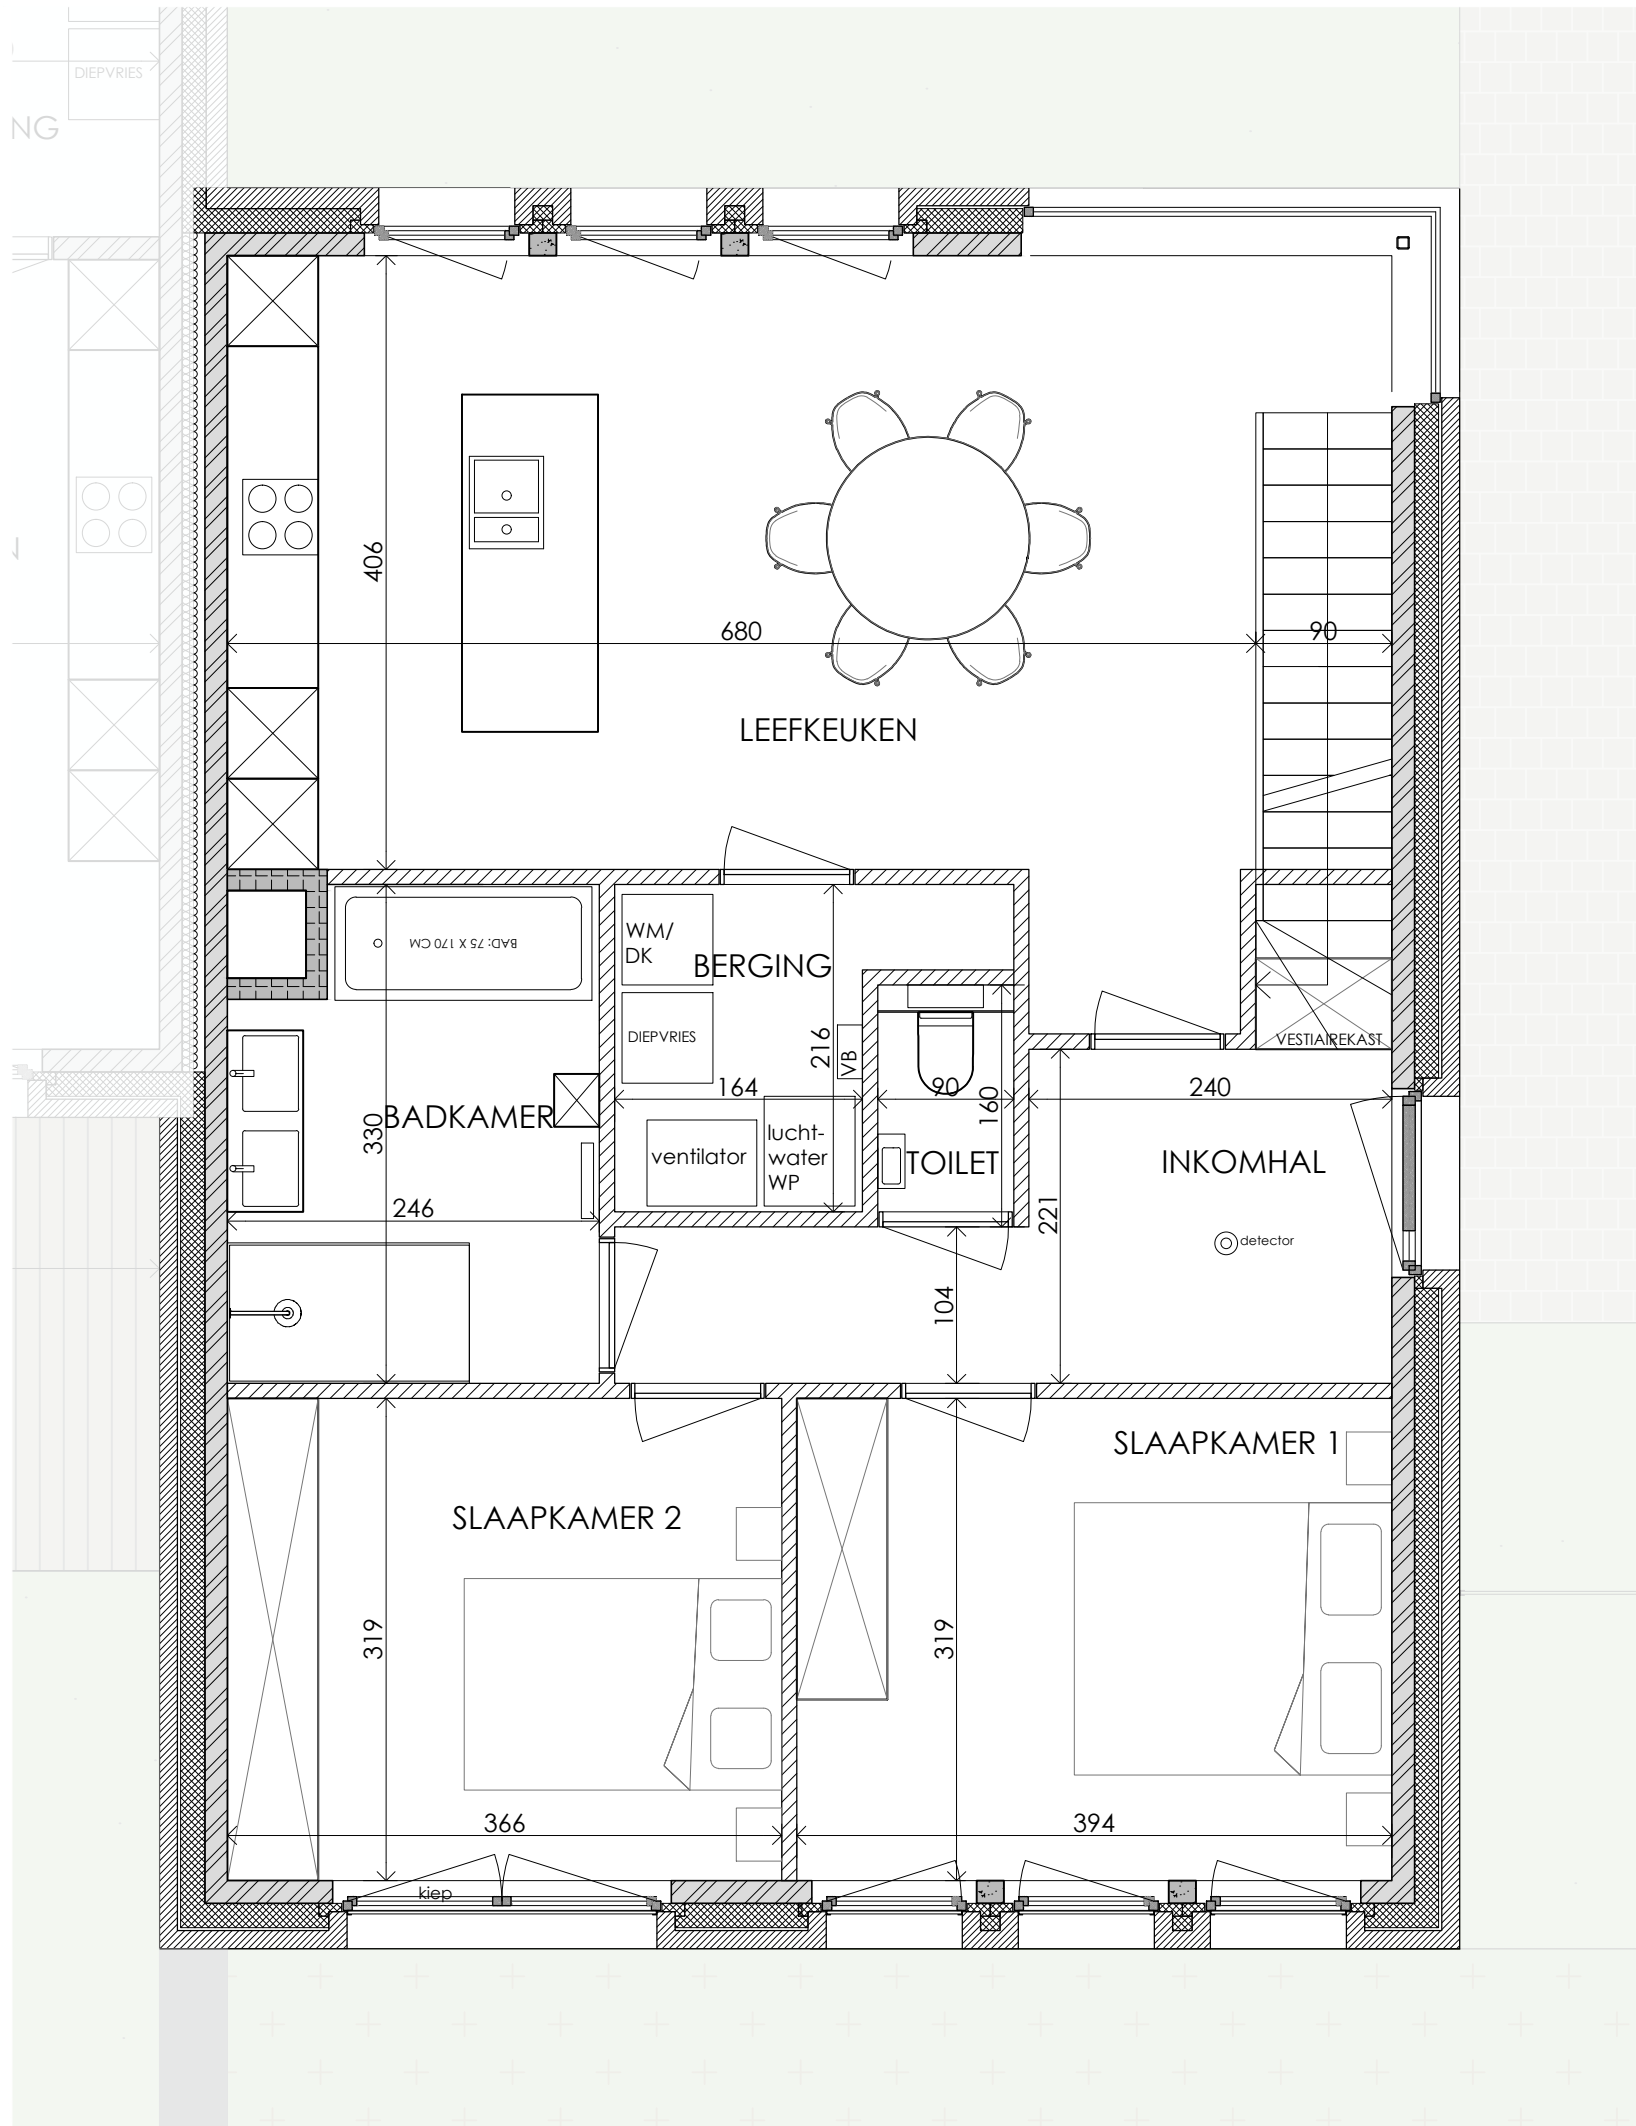 DIEPVRIES
NG
406
680
90
LEEFKEUKEN
BAD: 75 X 170 CM
WM/
DK
BERGING
DIEPVRIES
216
VB
VESTIAIREKAST
164
90
160
240
330
BADKAMER
lucht-
water
WP
ventilator
TOILET
INKOMHAL
246
221
detector
104
SLAAPKAMER 1
SLAAPKAMER 2
319
319
366
394
kiep